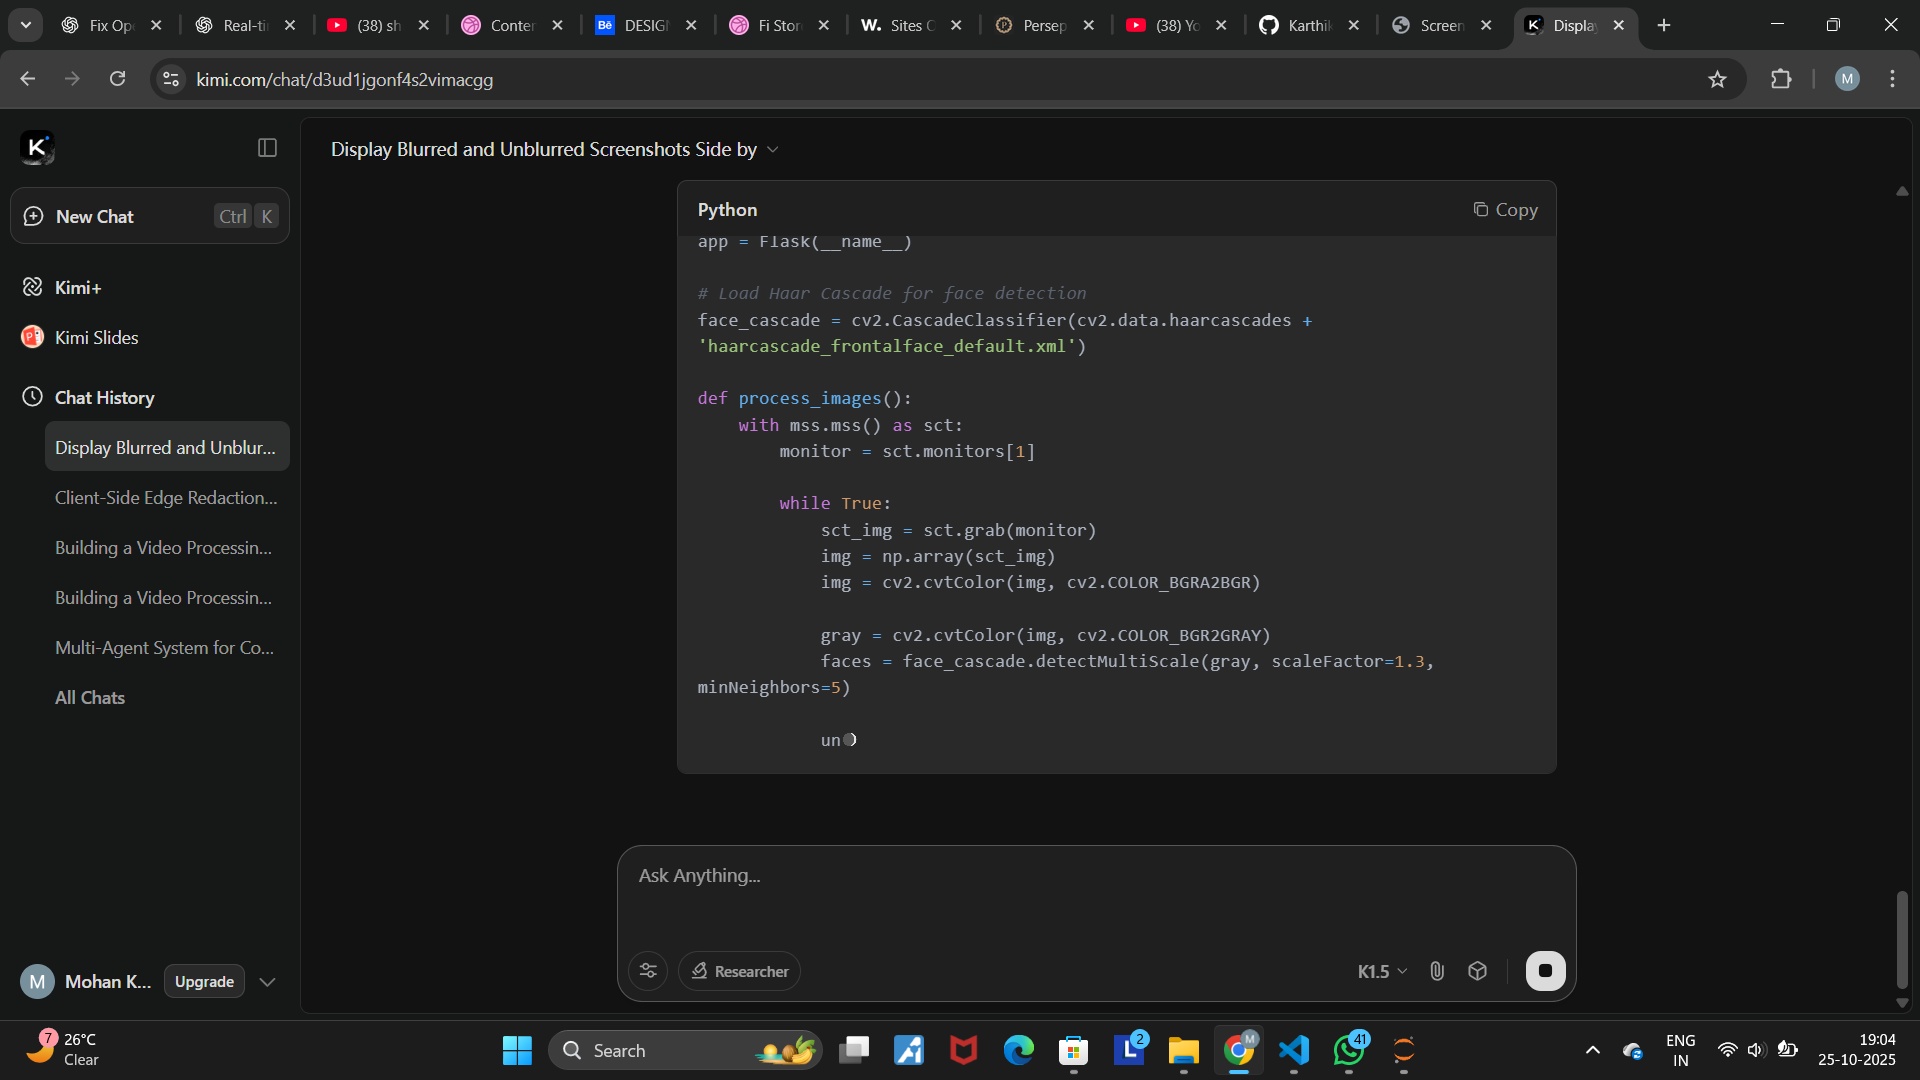 Fix Ope
Real-ti
(38) sh
Conter
Bē DESIGN
Fi Stor
W. Sites O
Persep
(38) Yo
Karthik
Screen
Display
kimi.com/chat/d3ud1jgonf4s2vimacgg
M
K
Display Blurred and Unblurred Screenshots Side by
New Chat
Ctrl K
Kimi+
Kimi Slides
Chat History
Display Blurred and Unblur...
Client-Side Edge Redaction...
Building a Video Processin...
Building a Video Processin...
Multi-Agent System for Co...
All Chats
M Mohan K... Upgrade
Python
Copy
app = Flask(__name__)
# Load Haar Cascade for face detection
face_cascade = cv2.CascadeClassifier(cv2.data.haarcascades +
'haarcascade_frontalface_default.xml')
def process_images():
with mss.mss() as sct:
monitor = sct.monitors[1]
while True:
sct_img = sct.grab(monitor)
img = np.array(sct_img)
img = cv2.cvtColor(img, cv2.COLOR_BGRA2BGR)
gray = cv2.cvtColor(img, cv2.COLOR_BGR2GRAY)
faces = face_cascade.detectMultiScale(gray, scaleFactor=1.3,
minNeighbors=5)
un
Ask Anything...
Researcher
K1.5
7
26°C
Clear
Search
L 2
M
41
ENG
IN
19:04
25-10-2025